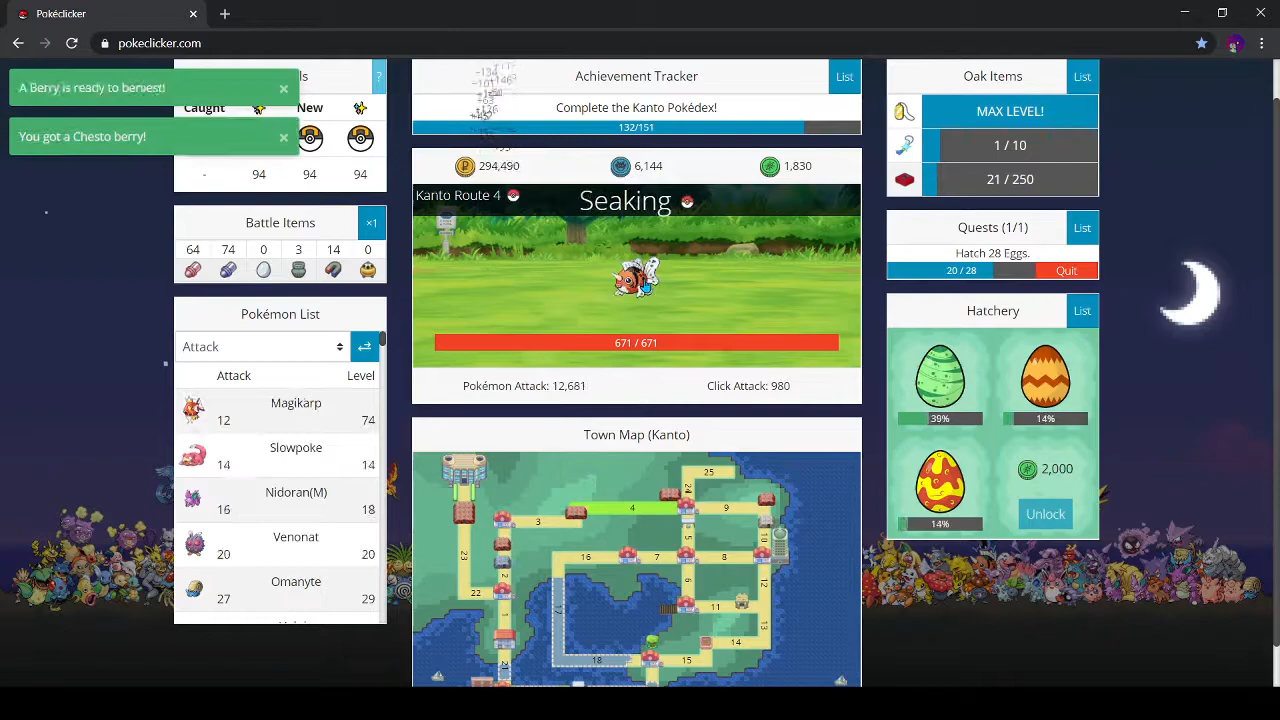 Pokéclicker
pokeclicker.com
A Berry is ready to bervest!
You got a Chesto berry!
ls
?
Caught
New
-
94
94
94
Battle Items
×1
64
74
0
3
14
0
Pokémon List
Attack
Attack
Level
Magikarp
12
74
Slowpoke
14
14
Nidoran(M)
16
18
Venonat
20
20
Omanyte
27
29
Achievement Tracker
List
Complete the Kanto Pokédex!
132/151
294,490
6,144
1,830
Kanto Route 4
Seaking
671 / 671
Pokémon Attack: 12,681
Click Attack: 980
Town Map (Kanto)
25
24
4
9
3
5
10
16
7
8
23
2
6
12
22
17
11
1
13
14
18
15
21
Oak Items
List
MAX LEVEL!
1 / 10
21 / 250
Quests (1/1)
List
Hatch 28 Eggs.
20 / 28
Quit
Hatchery
List
39%
14%
14%
2,000
Unlock